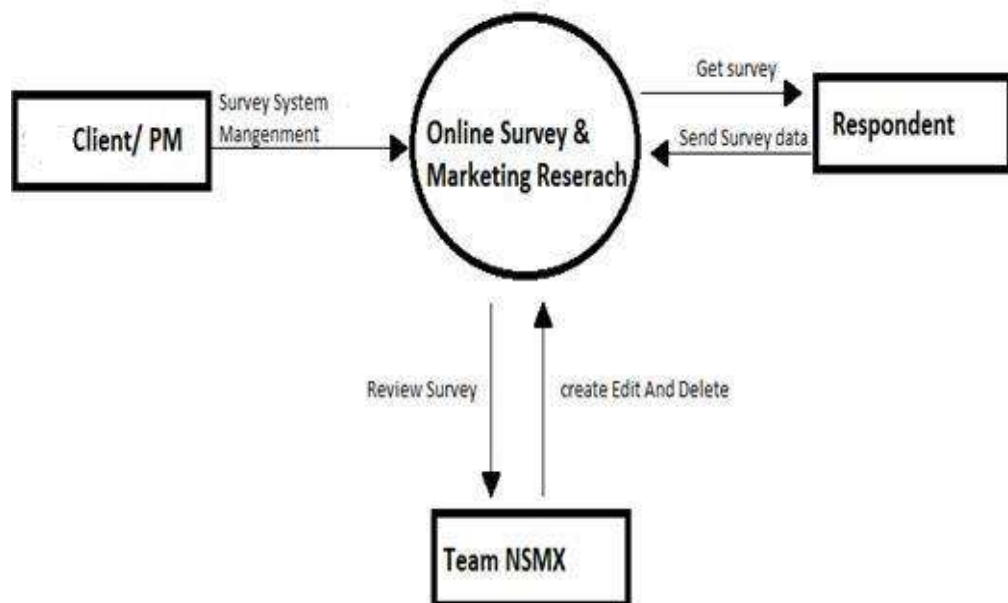 Client/ PM
Survey System
Mangenment
Online Survey &
Marketing Reserach
Get survey
Send Survey data
Respondent
Review Survey
create Edit And Delete
Team NSMX